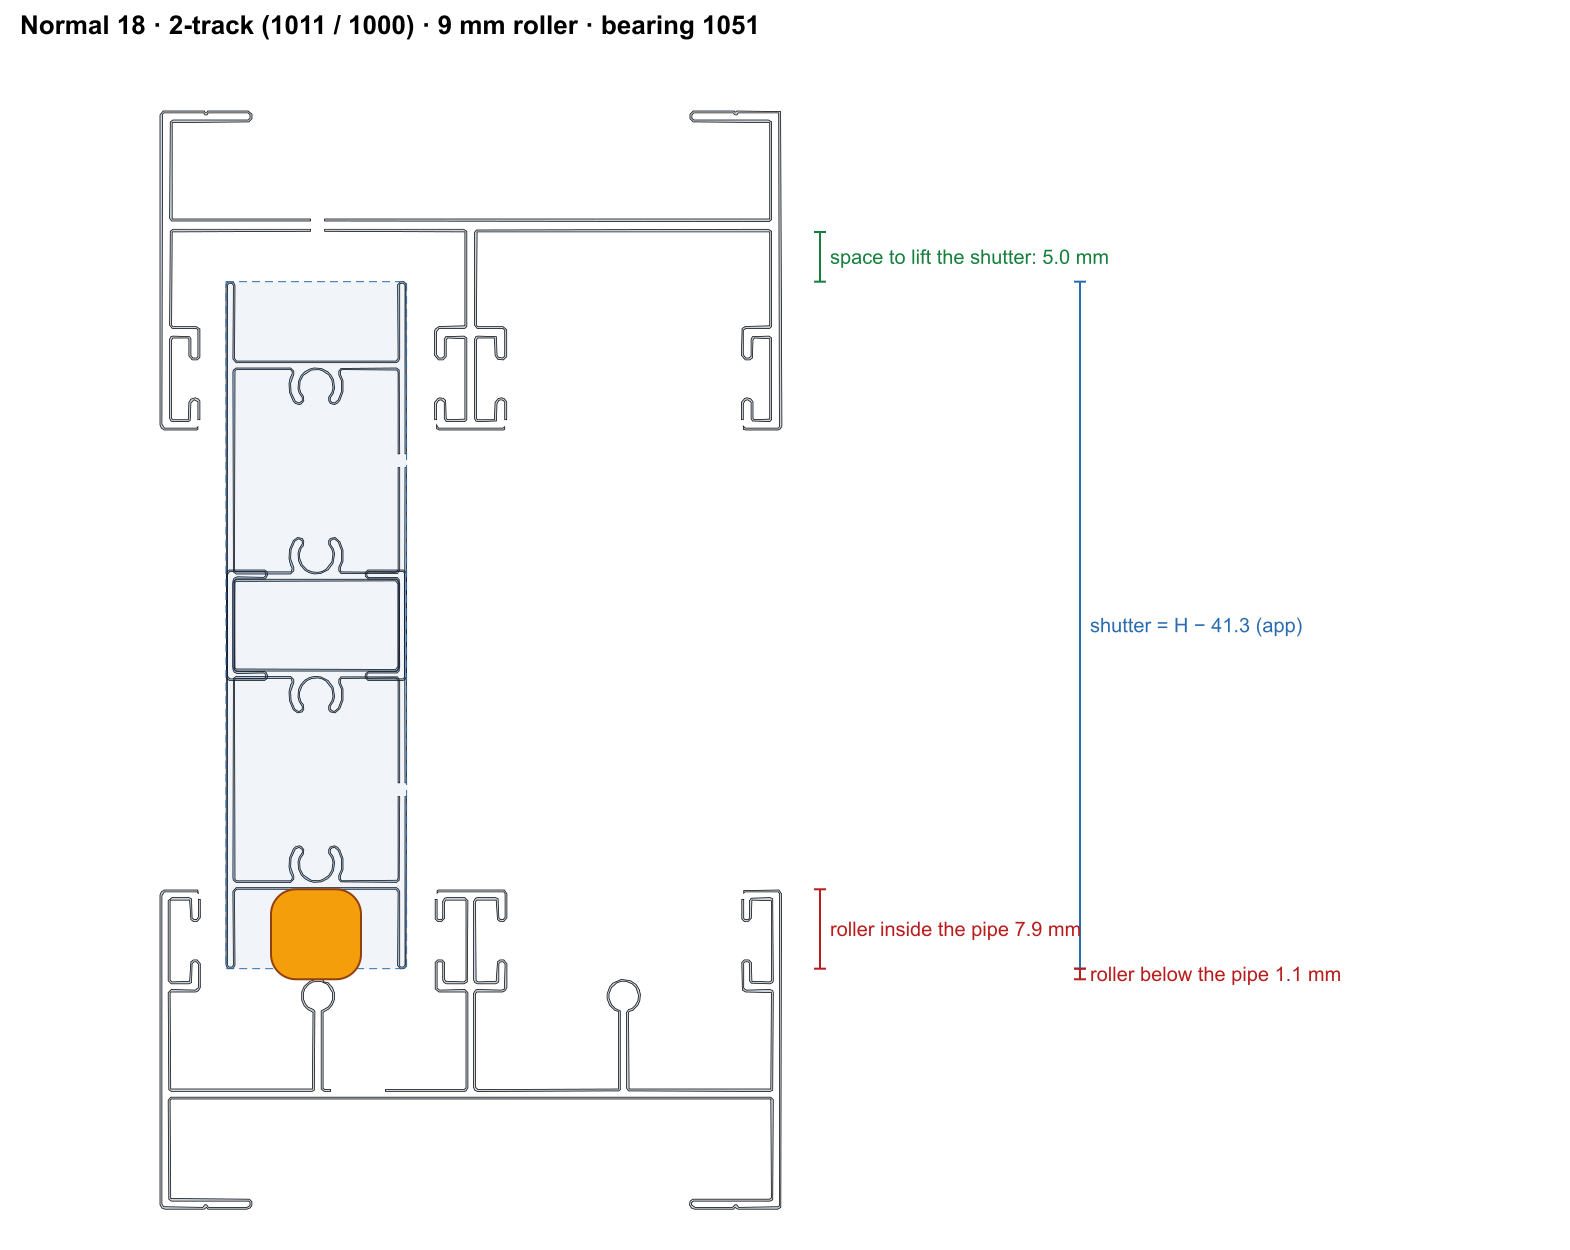 Normal 18 · 2-track (1011 / 1000) · 9 mm roller · bearing 1051
space to lift the shutter: 5.0 mm
shutter = H − 41.3 (app)
roller inside the pipe 7.9 mm
roller below the pipe 1.1 mm